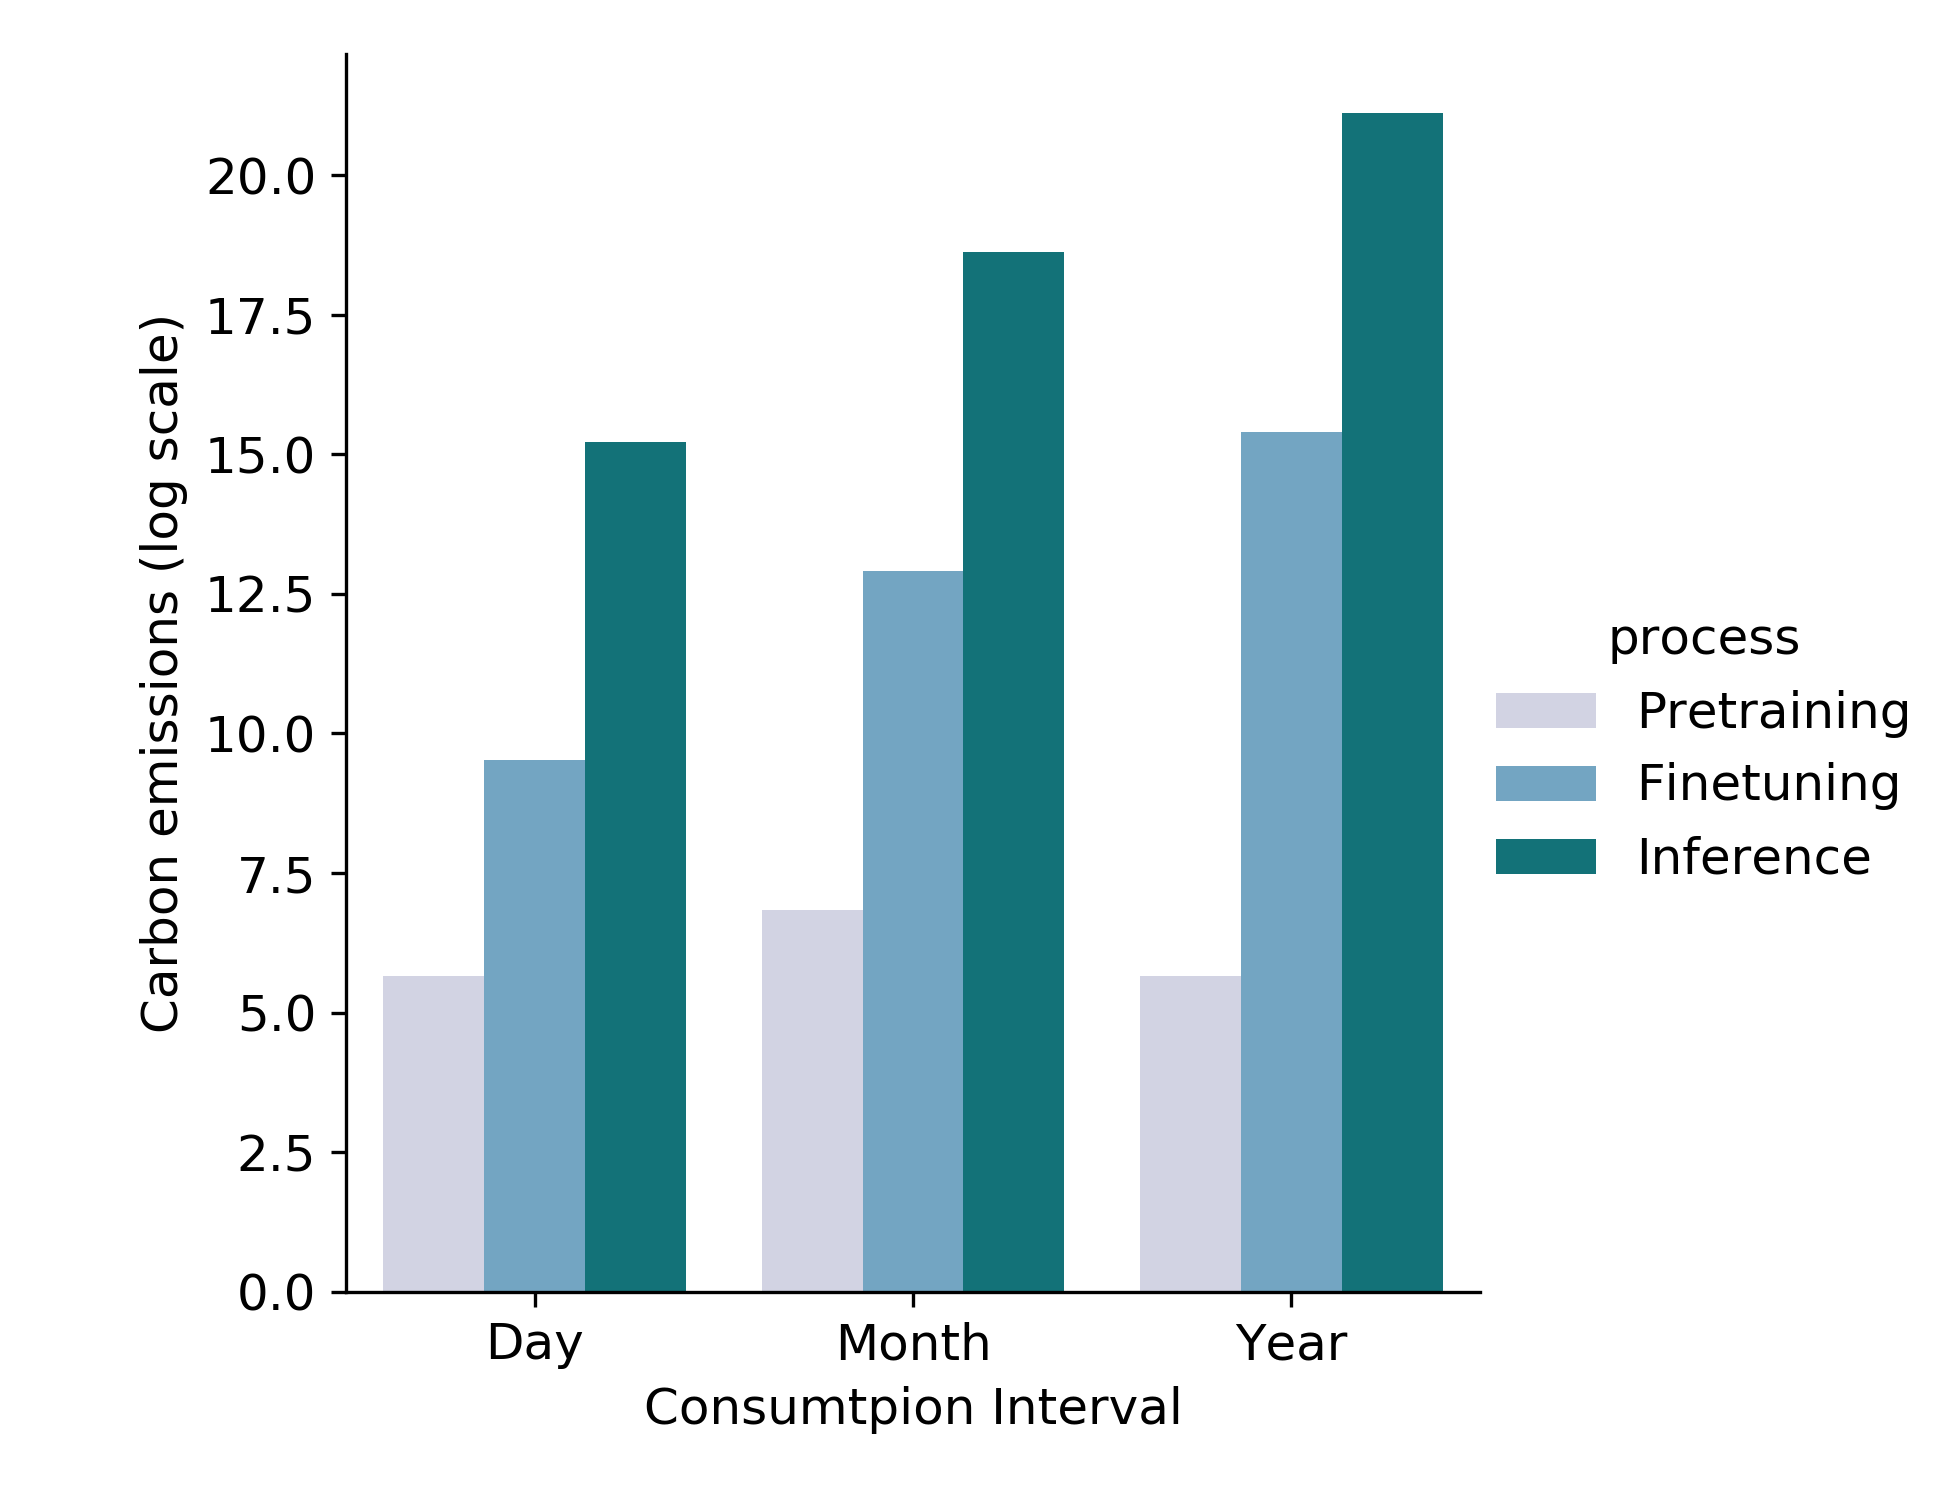 Carbon emissions (log scale)
20.0
17.5
15.0
12.5
10.0
7.5
5.0
2.5
0.0
Day Month Year
Consumtpion Interval
process
Pretraining
Finetuning
Inference